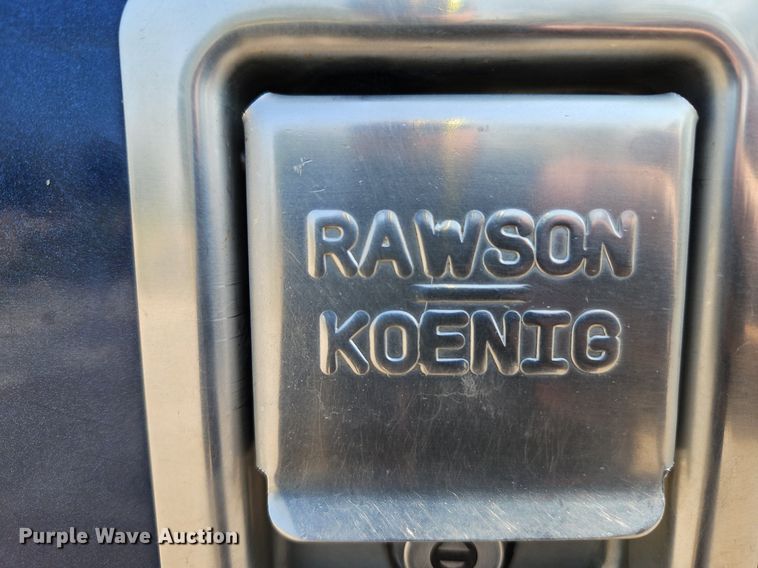 RAWSON
KOENIG
Purple Wave Auction